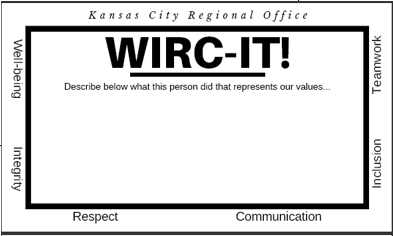 Kansas City Regional Office
WIRC-IT!
Describe below what this person did that represents our values...
Well-being
Integrity
Teamwork
Inclusion
Respect
Communication